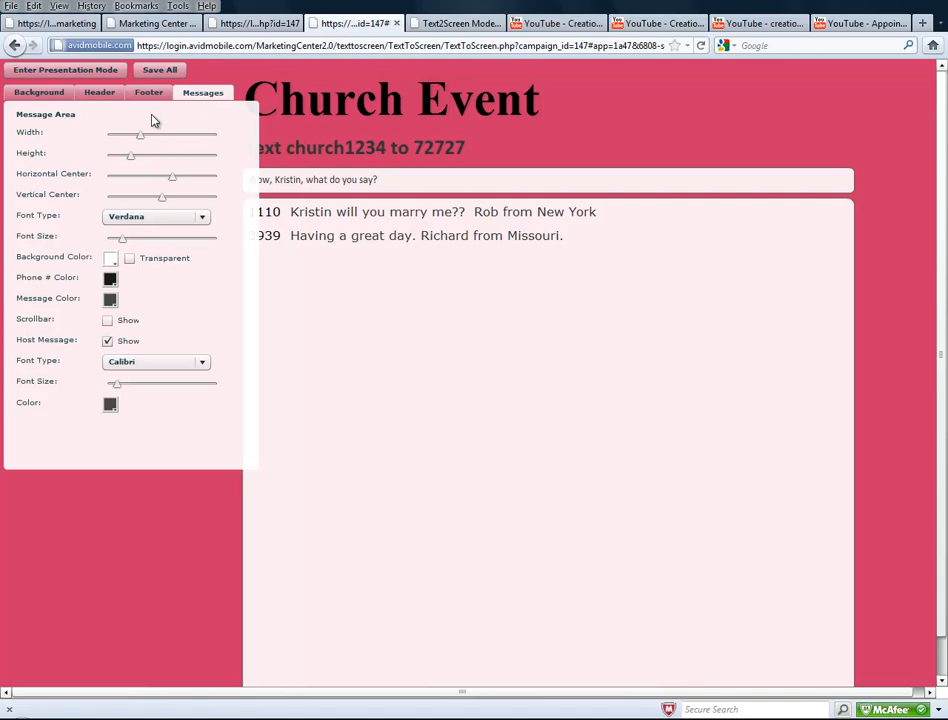 File Edit View History Bookmarks Tools Help
https://l...marketing Marketing Center ... https://l...hp?id=147 https://...id=147# × Text2Screen Mode... YouTube - Creatio... YouTube - Creatio... YouTube - creatio... YouTube - Appoin... +
avidmobile.com https://login.avidmobile.com/MarketingCenter2.0/texttoscreen/TextToScreen/TextToScreen.php?campaign_id=147#app=1a47&6808-s Google
Enter Presentation Mode Save All
Background Header Footer Messages
Church Event
text church1234 to 72727
Message Area
Width:
Height:
Horizontal Center:
Vertical Center:
Font Type: Verdana
Font Size:
Background Color: Transparent
Phone # Color:
Message Color:
Scrollbar: Show
Host Message: Show
Font Type: Calibri
Font Size:
Color:
Kristin, what do you say?
1110 Kristin will you marry me?? Rob from New York
3939 Having a great day. Richard from Missouri.
× Secure Search McAfee